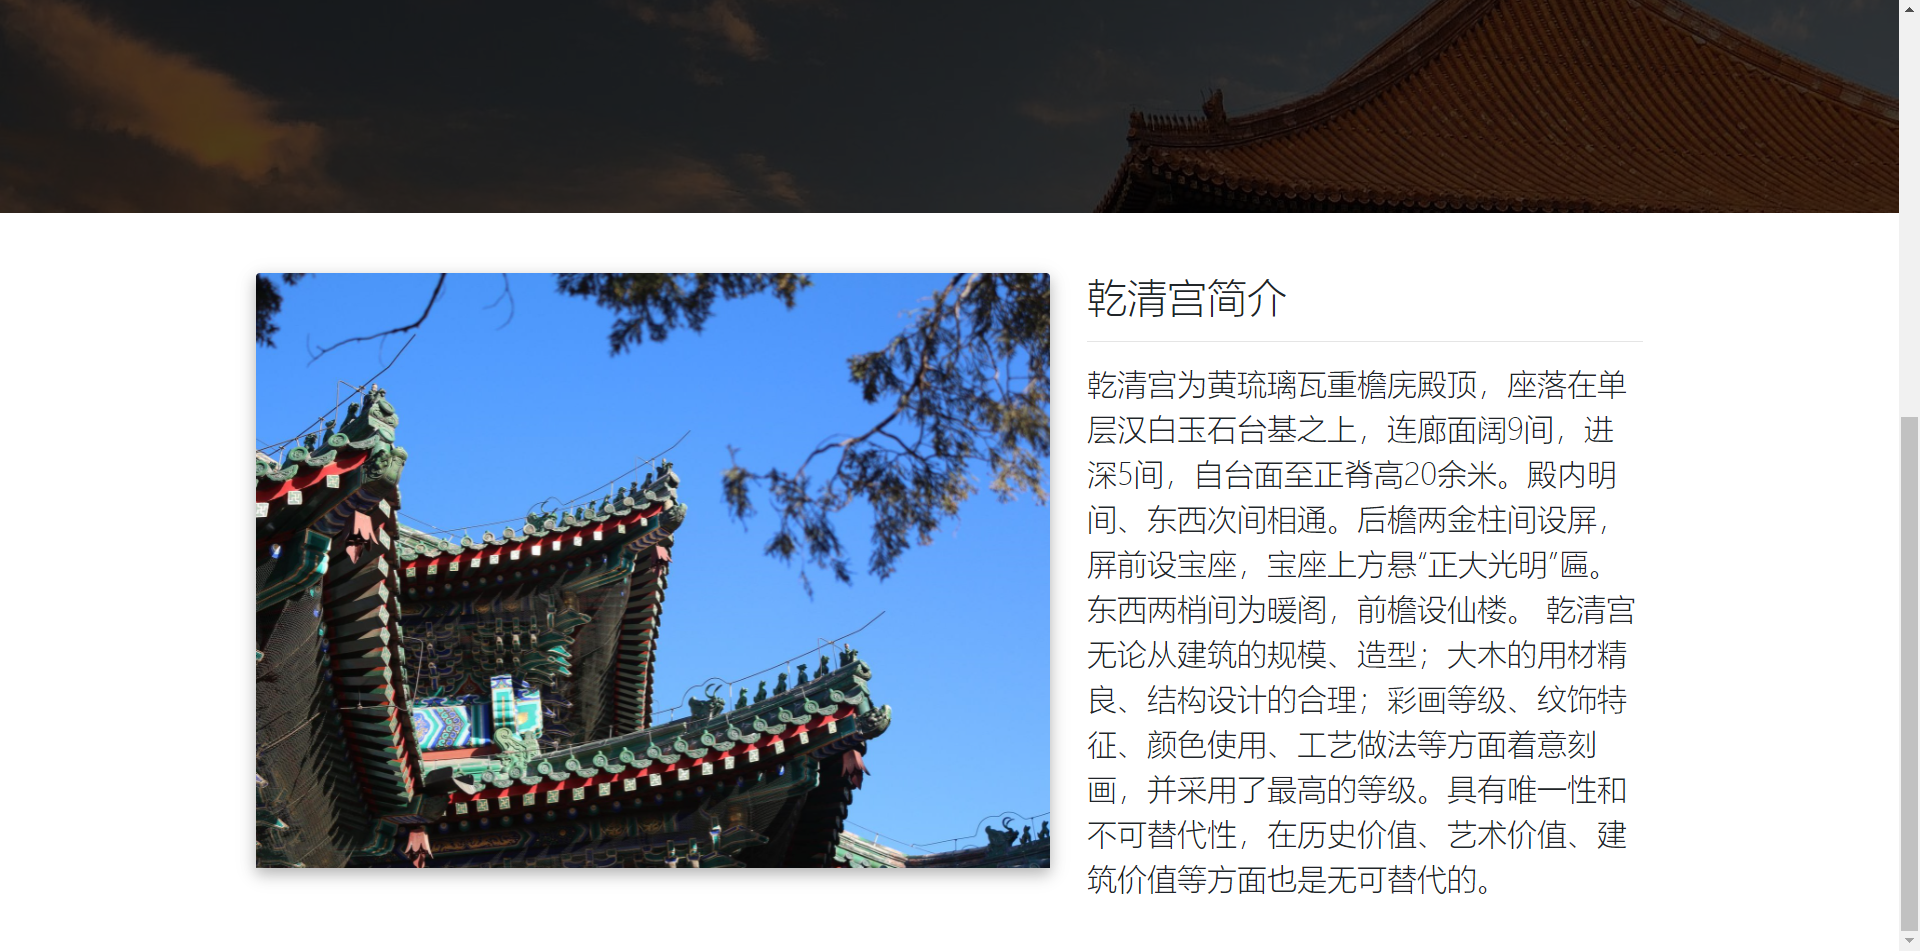 乾清宫简介
乾清宫为黄琉璃瓦重檐庑殿顶，座落在单
层汉白玉石台基之上，连廊面阔9间，进
深5间，自台面至正脊高20余米。殿内明
间、东西次间相通。后檐两金柱间设屏，
屏前设宝座，宝座上方悬“正大光明”匾。
东西两梢间为暖阁，前檐设仙楼。 乾清宫
无论从建筑的规模、造型；大木的用材精
良、结构设计的合理；彩画等级、纹饰特
征、颜色使用、工艺做法等方面着意刻
画，并采用了最高的等级。具有唯一性和
不可替代性，在历史价值、艺术价值、建
筑价值等方面也是无可替代的。